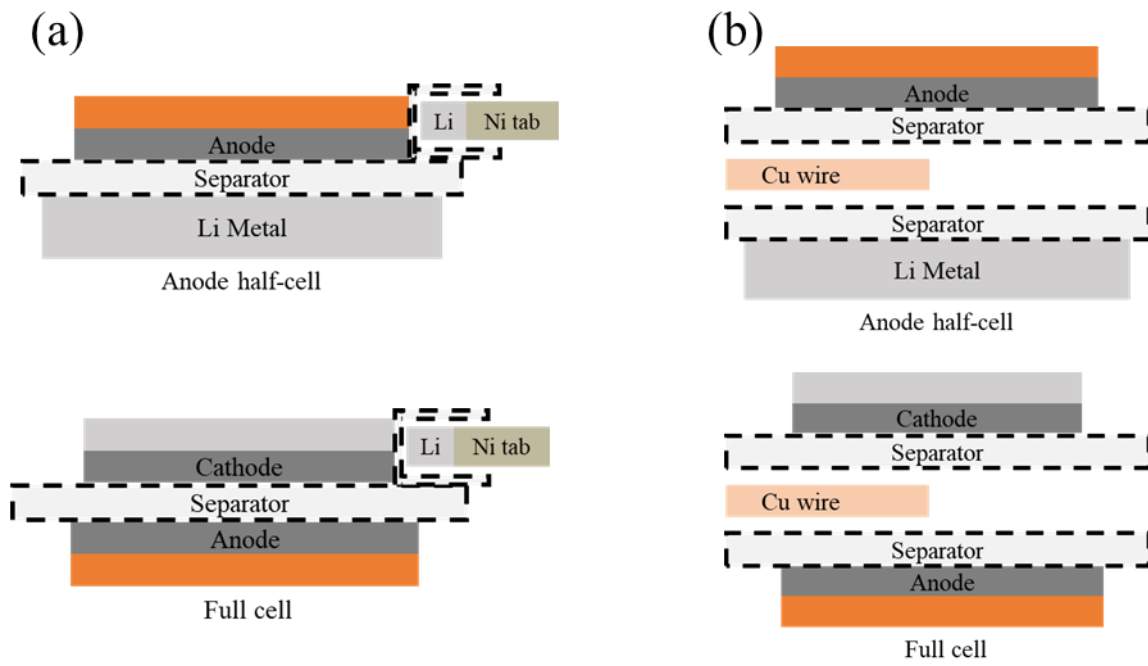 (a)
Li Ni tab
Anode
Separator
Li Metal
Anode half-cell
Li Ni tab
Cathode
Separator
Anode
Full cell
(b)
Anode
Separator
Cu wire
Separator
Li Metal
Anode half-cell
Cathode
Separator
Cu wire
Separator
Anode
Full cell